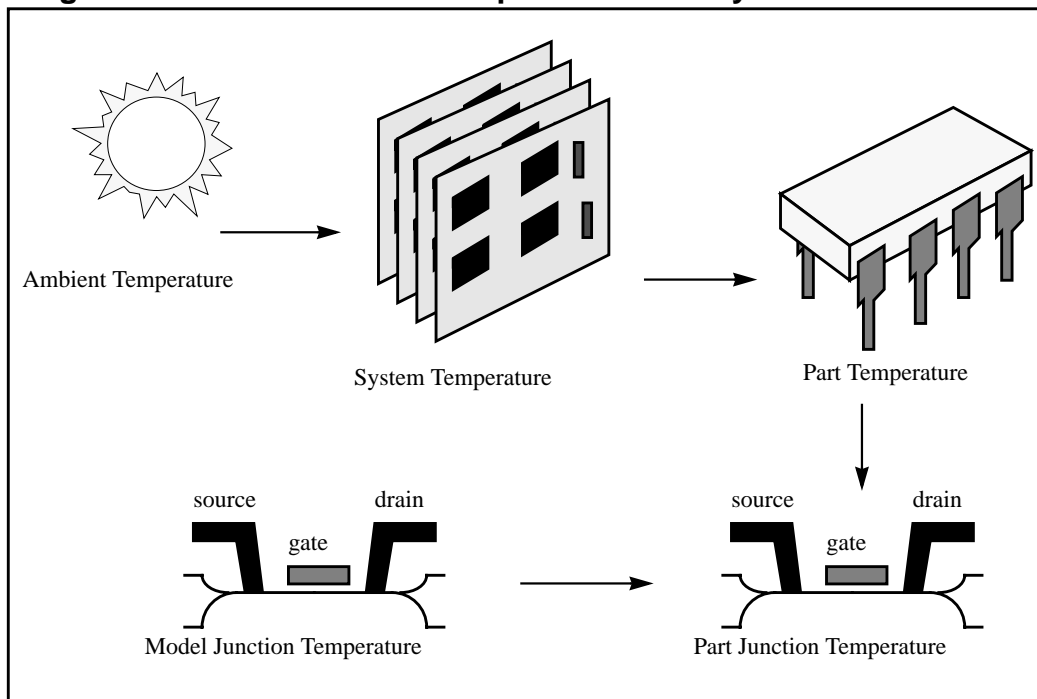 Ambient Temperature
System Temperature
Part Temperature
source
drain
gate
Model Junction Temperature
source
drain
gate
Part Junction Temperature